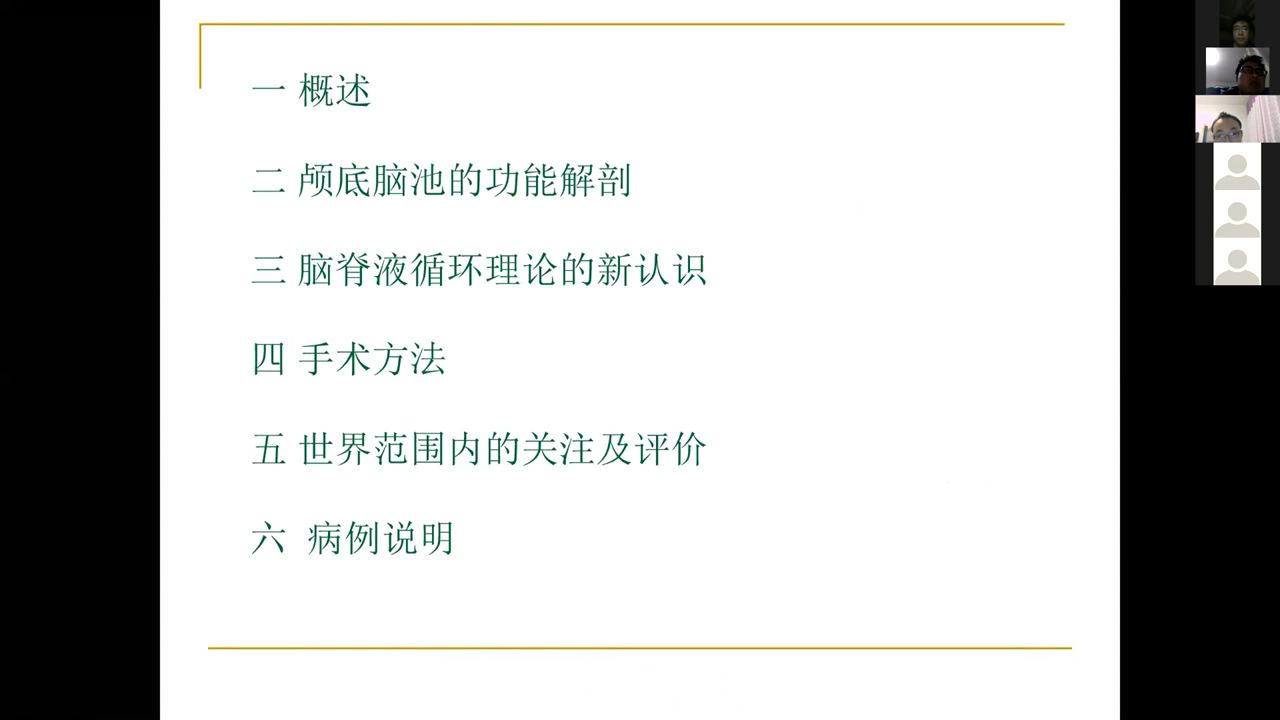 一 概述
二 颅底脑池的功能解剖
三 脑脊液循环理论的新认识
四 手术方法
五 世界范围内的关注及评价
六 病例说明